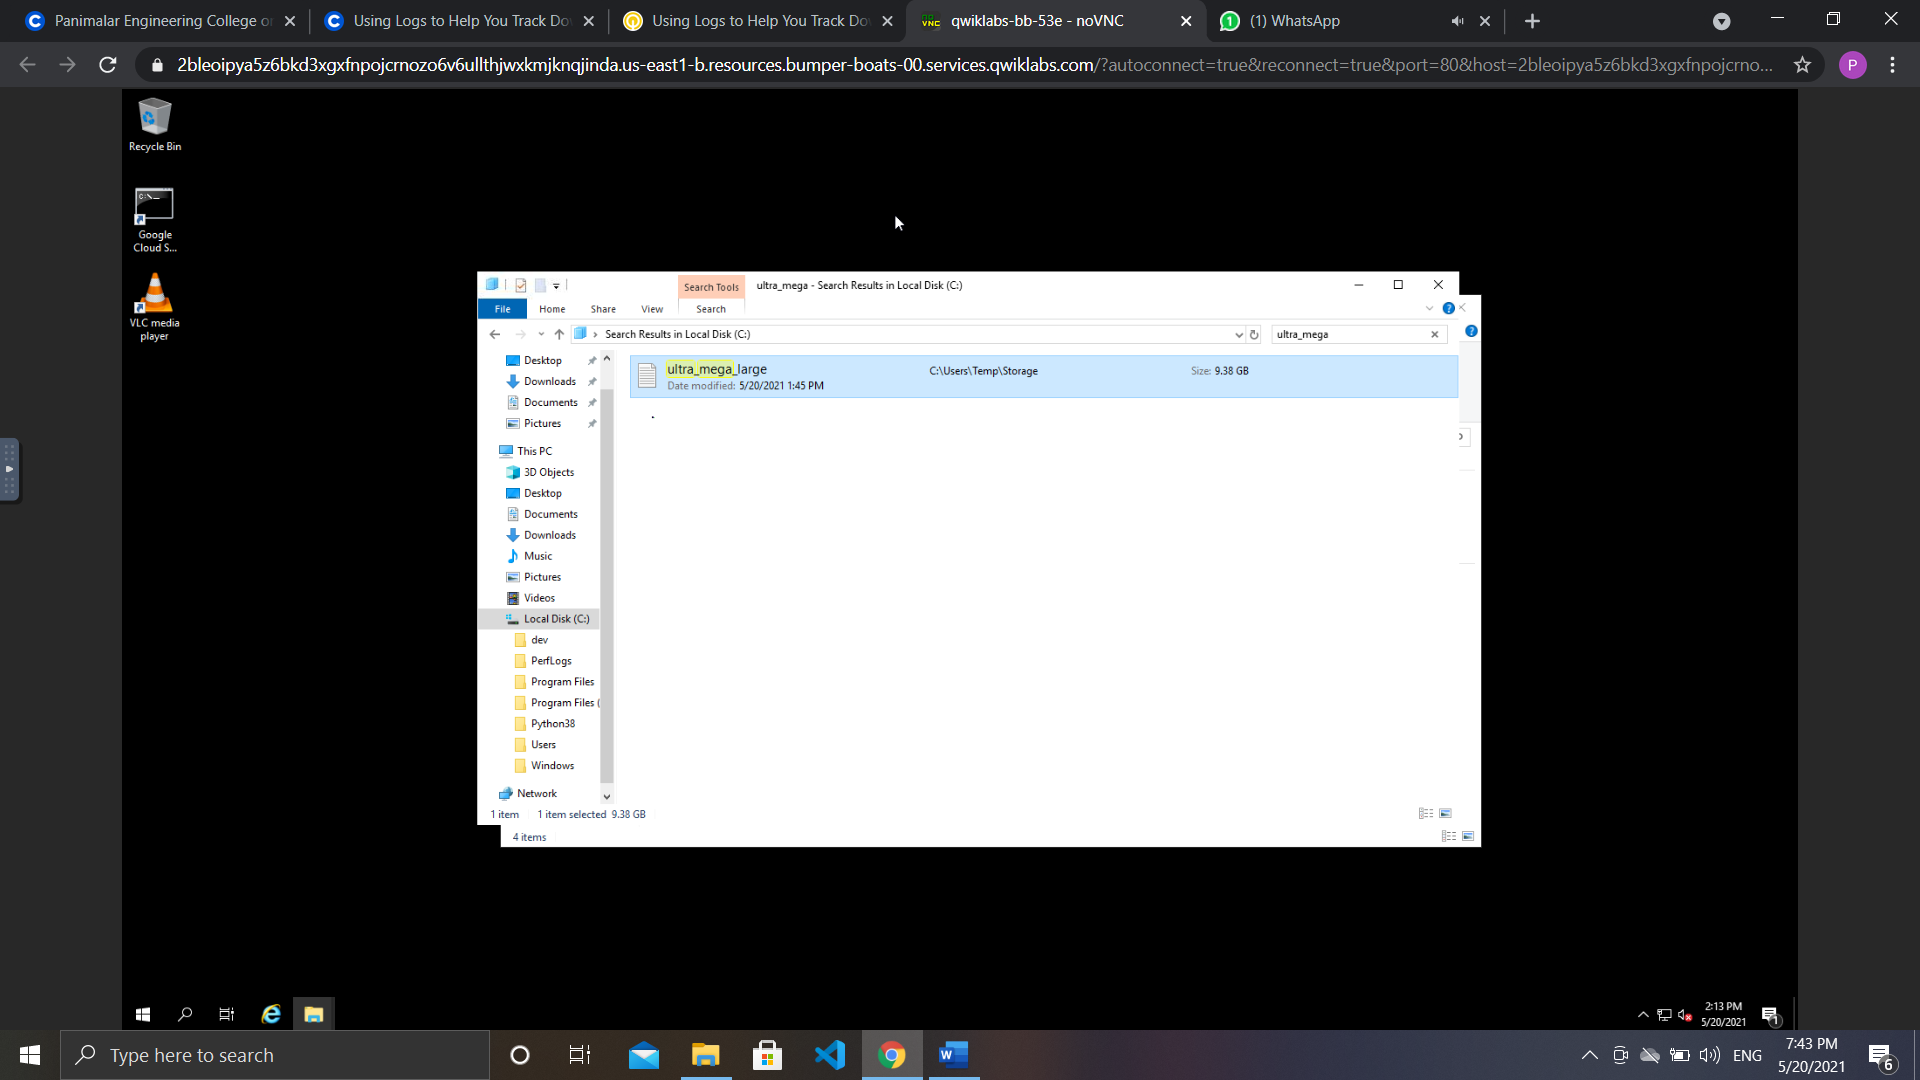 Panimalar Engineering College or
Using Logs to Help You Track Do
Using Logs to Help You Track Do
VNC
qwiklabs-bb-53e - noVNC
1
(1) WhatsApp
2bleoipya5z6bkd3xgxfnpojcrnozo6v6ullthjwxkmjknqjinda.us-east1-b.resources.bumper-boats-00.services.qwiklabs.com/?autoconnect=true&reconnect=true&port=80&host=2bleoipya5z6bkd3xgxfnpojcrno...
P
Recycle Bin
Google
Cloud S...
VLC media
player
Search Tools
ultra_mega - Search Results in Local Disk (C:)
File
Home
Share
View
Search
Search Results in Local Disk (C:)
ultra_mega
Desktop
Downloads
Documents
Pictures
This PC
3D Objects
Desktop
Documents
Downloads
Music
Pictures
Videos
Local Disk (C:)
dev
PerfLogs
Program Files
Program Files (
Python38
Users
Windows
Network
ultra_mega_large
Date modified: 5/20/2021 1:45 PM
C:\Users\Temp\Storage
Size: 9.38 GB
1 item
1 item selected 9.38 GB
4 items
2:13 PM
5/20/2021
1
Type here to search
ENG
7:43 PM
5/20/2021
6